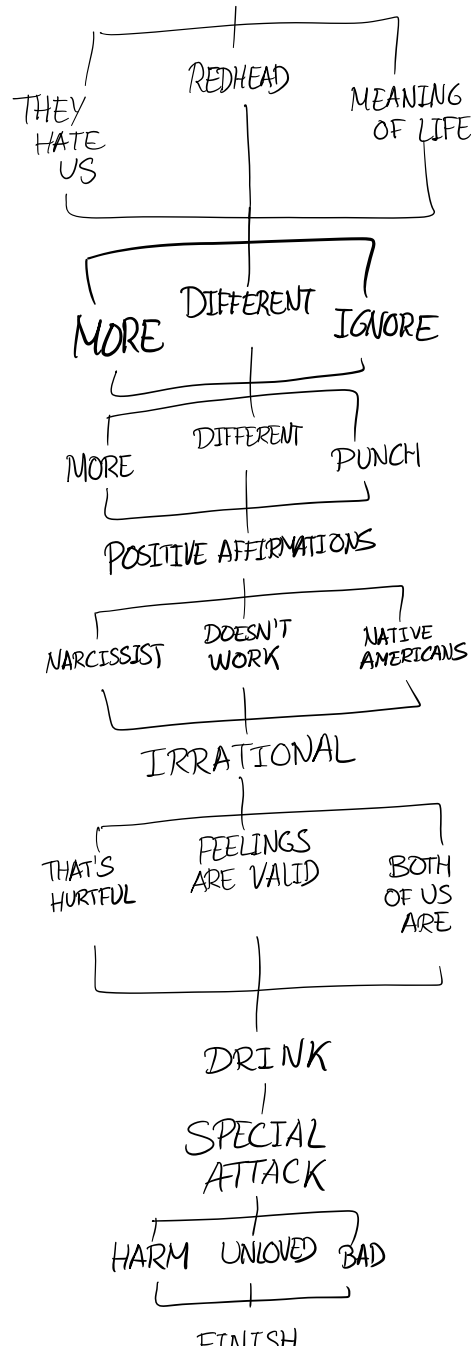 THEY
HATE
US
REDHEAD
MEANING
OF LIFE
MORE
DIFFERENT
IGNORE
MORE
DIFFERENT
PUNCH
POSITIVE AFFIRMATIONS
NARCISSIST
DOESN'T
WORK
NATIVE
AMERICANS
IRRATIONAL
THAT'S
HURTFUL
FEELINGS
ARE VALID
BOTH
OF US
ARE
DRINK
SPECIAL
ATTACK
HARM
UNLOVED
BAD
FINISH